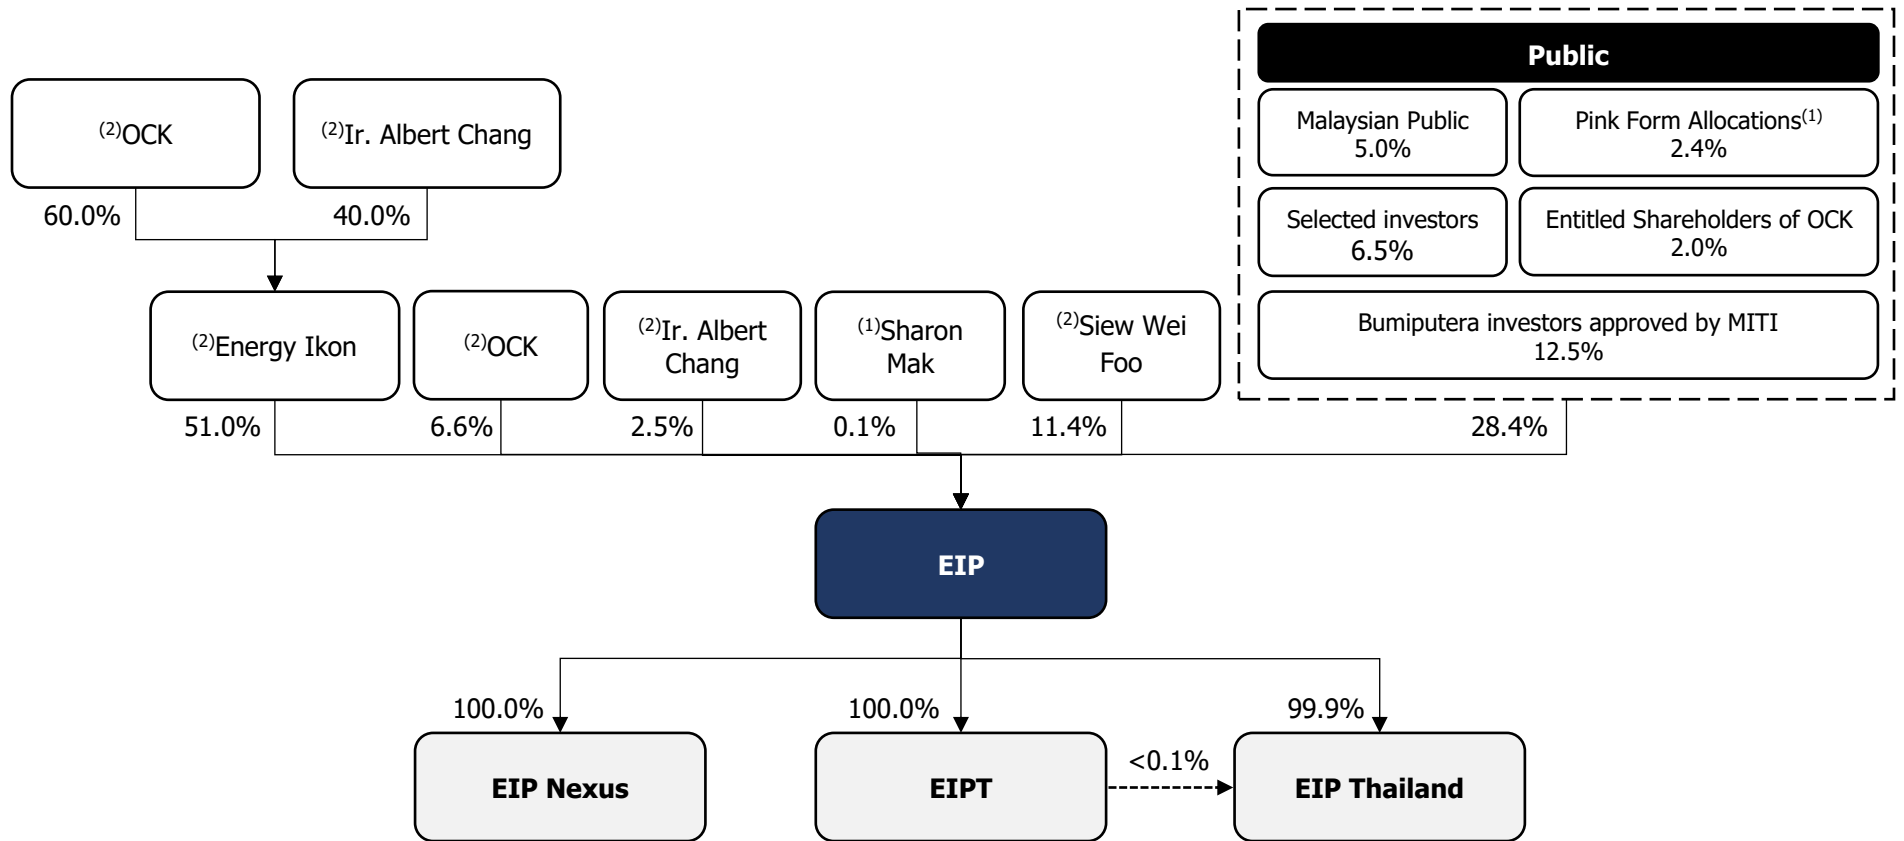 Public
Malaysian Public
5.0%
Pink Form Allocations(1)
2.4%
Selected investors
6.5%
Entitled Shareholders of OCK
2.0%
Bumiputera investors approved by MITI
12.5%
(2)OCK
(2)Ir. Albert Chang
60.0%
40.0%
(2)Energy Ikon
(2)OCK
(2)Ir. Albert
Chang
(1)Sharon
Mak
(2)Siew Wei
Foo
51.0%
6.6%
2.5%
0.1%
11.4%
28.4%
EIP
100.0%
100.0%
99.9%
EIP Nexus
EIPT
<0.1%
EIP Thailand